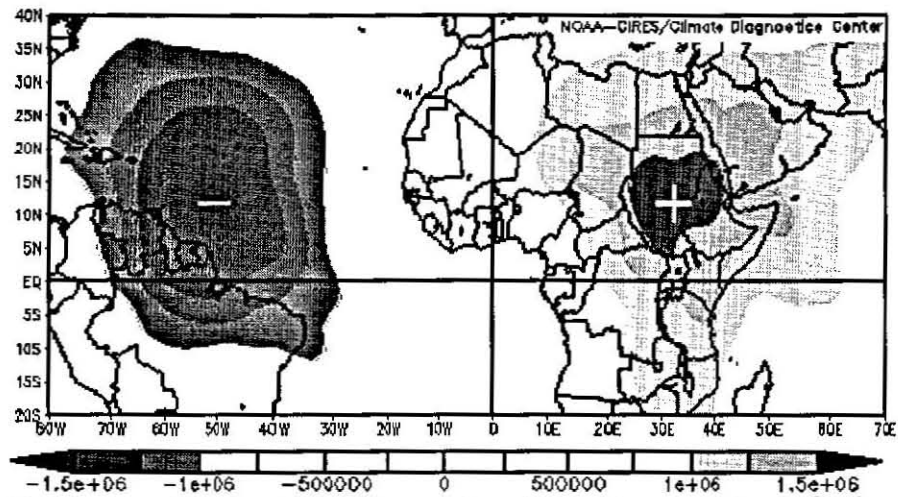 NOAA-CIRES/Climate Diagnostics Center
40N
35N
30N
25N
20N
15N
10N
5N
EQ
5S
10S
15S
20S
− +
80W 70W 60W 50W 40W 30W 20W 10W 0 10E 20E 30E 40E 50E 60E 70E
−1.5e+06 −1e+06 −500000 0 500000 1e+06 1.5e+06